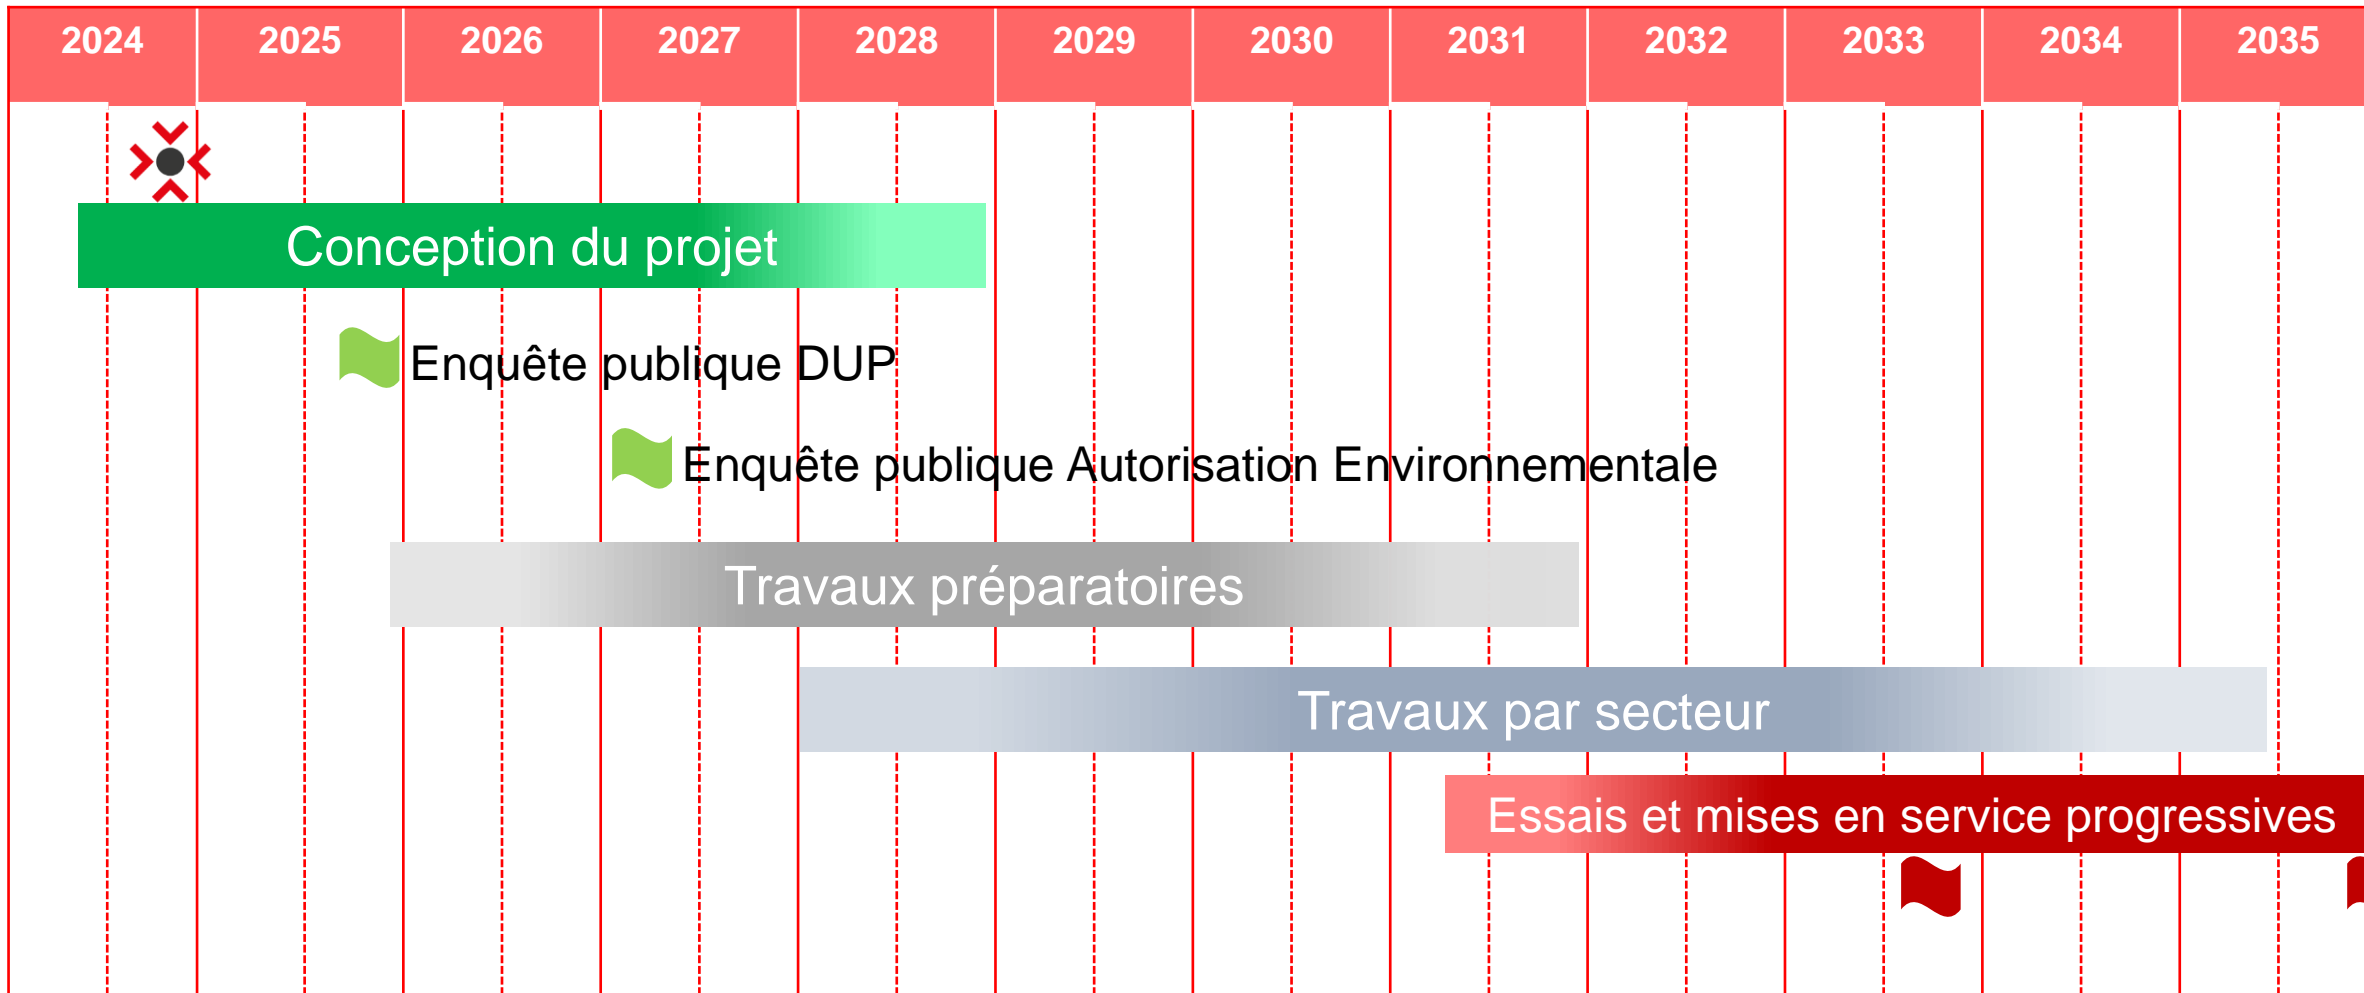 2024 2025 2026 2027 2028 2029 2030 2031 2032 2033 2034 2035
Conception du projet
Enquête publique DUP
Enquête publique Autorisation Environnementale
Travaux préparatoires
Travaux par secteur
Essais et mises en service progressives